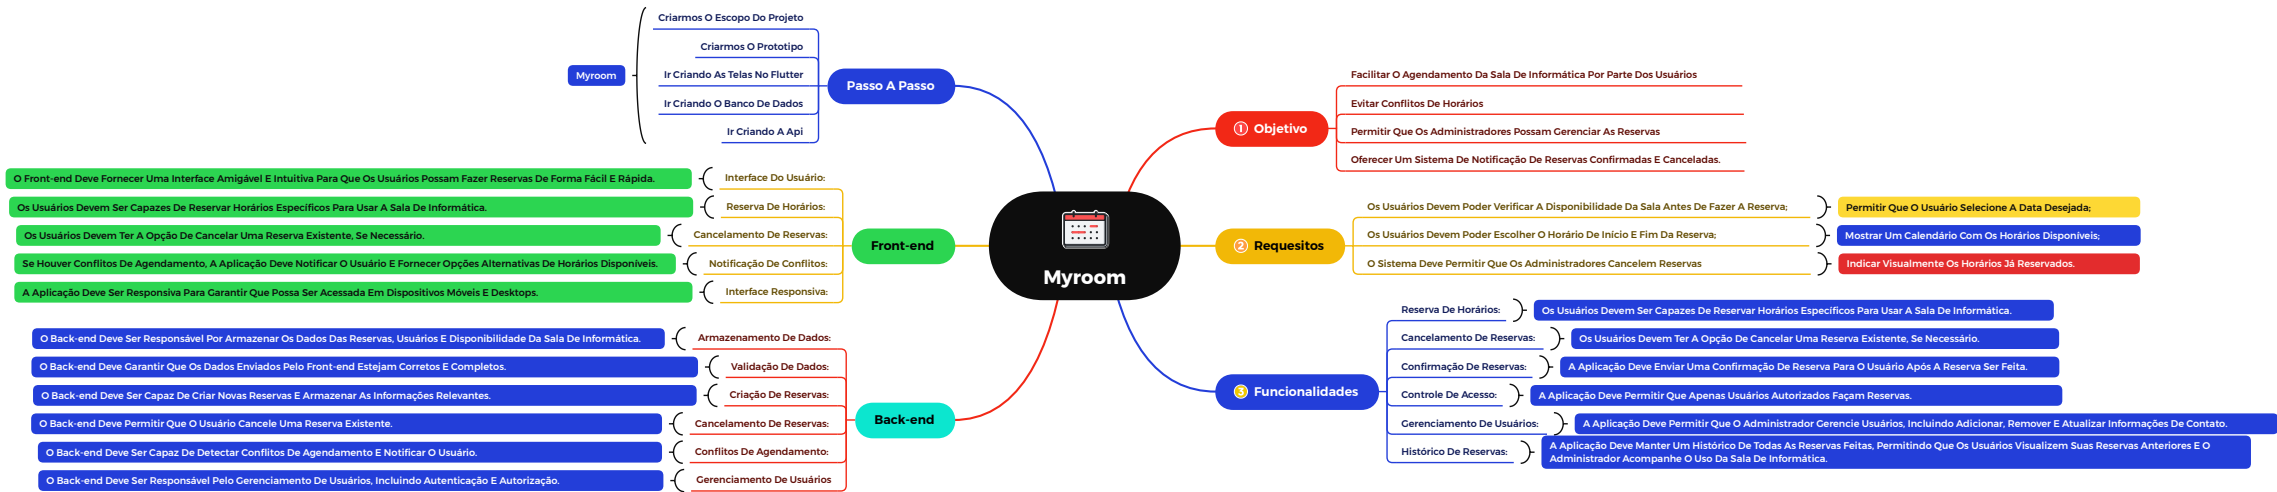 Myroom
Criarmos O Escopo Do Projeto
Criarmos O Prototipo
Ir Criando As Telas No Flutter
Ir Criando O Banco De Dados
Ir Criando A Api
Passo A Passo
O Front-end Deve Fornecer Uma Interface Amigável E Intuitiva Para Que Os Usuários Possam Fazer Reservas De Forma Fácil E Rápida.
Interface Do Usuário:
Os Usuários Devem Ser Capazes De Reservar Horários Específicos Para Usar A Sala De Informática.
Reserva De Horários:
Os Usuários Devem Ter A Opção De Cancelar Uma Reserva Existente, Se Necessário.
Cancelamento De Reservas:
Se Houver Conflitos De Agendamento, A Aplicação Deve Notificar O Usuário E Fornecer Opções Alternativas De Horários Disponíveis.
Notificação De Conflitos:
A Aplicação Deve Ser Responsiva Para Garantir Que Possa Ser Acessada Em Dispositivos Móveis E Desktops.
Interface Responsiva:
Front-end
O Back-end Deve Ser Responsável Por Armazenar Os Dados Das Reservas, Usuários E Disponibilidade Da Sala De Informática.
Armazenamento De Dados:
O Back-end Deve Garantir Que Os Dados Enviados Pelo Front-end Estejam Corretos E Completos.
Validação De Dados:
O Back-end Deve Ser Capaz De Criar Novas Reservas E Armazenar As Informações Relevantes.
Criação De Reservas:
O Back-end Deve Permitir Que O Usuário Cancele Uma Reserva Existente.
Cancelamento De Reservas:
O Back-end Deve Ser Capaz De Detectar Conflitos De Agendamento E Notificar O Usuário.
Conflitos De Agendamento:
O Back-end Deve Ser Responsável Pelo Gerenciamento De Usuários, Incluindo Autenticação E Autorização.
Gerenciamento De Usuários
Back-end
Myroom
1 Objetivo
Facilitar O Agendamento Da Sala De Informática Por Parte Dos Usuários
Evitar Conflitos De Horários
Permitir Que Os Administradores Possam Gerenciar As Reservas
Oferecer Um Sistema De Notificação De Reservas Confirmadas E Canceladas.
2 Requesitos
Os Usuários Devem Poder Verificar A Disponibilidade Da Sala Antes De Fazer A Reserva;
Permitir Que O Usuário Selecione A Data Desejada;
Os Usuários Devem Poder Escolher O Horário De Início E Fim Da Reserva;
Mostrar Um Calendário Com Os Horários Disponíveis;
O Sistema Deve Permitir Que Os Administradores Cancelem Reservas
Indicar Visualmente Os Horários Já Reservados.
3 Funcionalidades
Reserva De Horários:
Os Usuários Devem Ser Capazes De Reservar Horários Específicos Para Usar A Sala De Informática.
Cancelamento De Reservas:
Os Usuários Devem Ter A Opção De Cancelar Uma Reserva Existente, Se Necessário.
Confirmação De Reservas:
A Aplicação Deve Enviar Uma Confirmação De Reserva Para O Usuário Após A Reserva Ser Feita.
Controle De Acesso:
A Aplicação Deve Permitir Que Apenas Usuários Autorizados Façam Reservas.
Gerenciamento De Usuários:
A Aplicação Deve Permitir Que O Administrador Gerencie Usuários, Incluindo Adicionar, Remover E Atualizar Informações De Contato.
Histórico De Reservas:
A Aplicação Deve Manter Um Histórico De Todas As Reservas Feitas, Permitindo Que Os Usuários Visualizem Suas Reservas Anteriores E O
Administrador Acompanhe O Uso Da Sala De Informática.